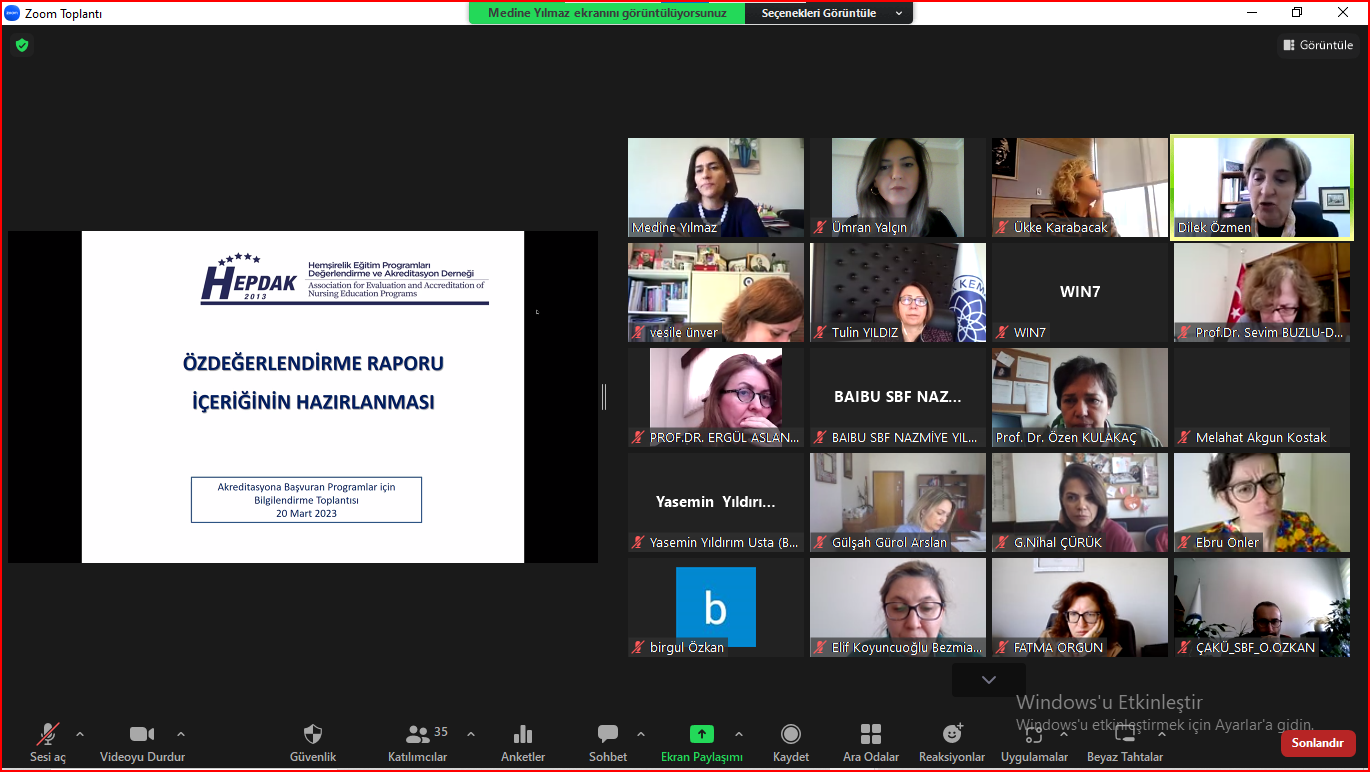 Zoom Toplantı
Medine Yılmaz ekranını görüntülüyorsunuz
Seçenekleri Görüntüle
Görüntüle
HEPDAK
2013
Hemşirelik Eğitim Programları
Değerlendirme ve Akreditasyon Derneği
Association for Evaluation and Accreditation of
Nursing Education Programs
ÖZDEĞERLENDİRME RAPORU
İÇERİĞİNİN HAZIRLANMASI
Akreditasyona Başvuran Programlar için
Bilgilendirme Toplantısı
20 Mart 2023
Medine Yılmaz
Ümran Yalçın
Ükke Karabacak
Dilek Özmen
vesile ünver
Tulin YILDIZ
WIN7
WIN7
Prof.Dr. Sevim BUZLU-D...
PROF.DR. ERGÜL ASLAN...
BAIBU SBF NAZ...
BAIBU SBF NAZMİYE YIL...
Prof. Dr. Özen KULAKAÇ
Melahat Akgun Kostak
Yasemin Yıldırı...
Yasemin Yıldırım Usta (B...
Gülşah Gürol Arslan
G.Nihal ÇÜRÜK
Ebru Önler
b
birgul Özkan
Elif Koyuncuoğlu Bezmia...
FATMA ORGUN
ÇAKÜ_SBF_O.OZKAN
Windows'u Etkinleştir
Windows'u etkinleştirmek için Ayarlar'a gidin.
Sesi aç
Videoyu Durdur
Güvenlik
35
Katılımcılar
Anketler
Sohbet
Ekran Paylaşımı
Kaydet
Ara Odalar
Reaksiyonlar
Uygulamalar
Beyaz Tahtalar
Sonlandır